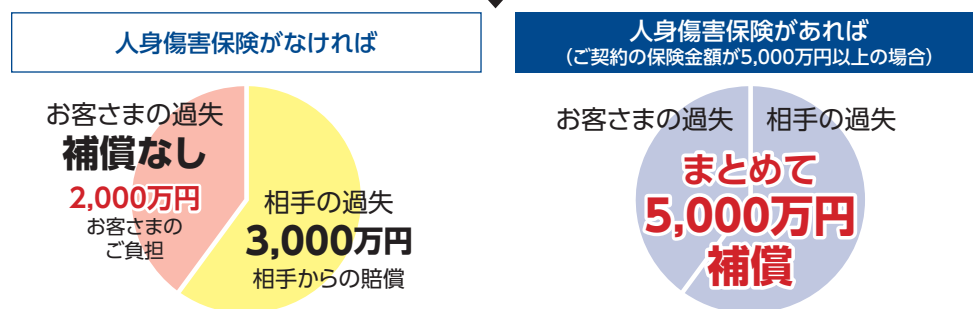 人身傷害保険がなければ
お客さまの過失
補償なし
2,000万円
お客さまの
ご負担
相手の過失
3,000万円
相手からの賠償
人身傷害保険があれば
(ご契約の保険金額が5,000万円以上の場合)
お客さまの過失
相手の過失
まとめて
5,000万円
補償